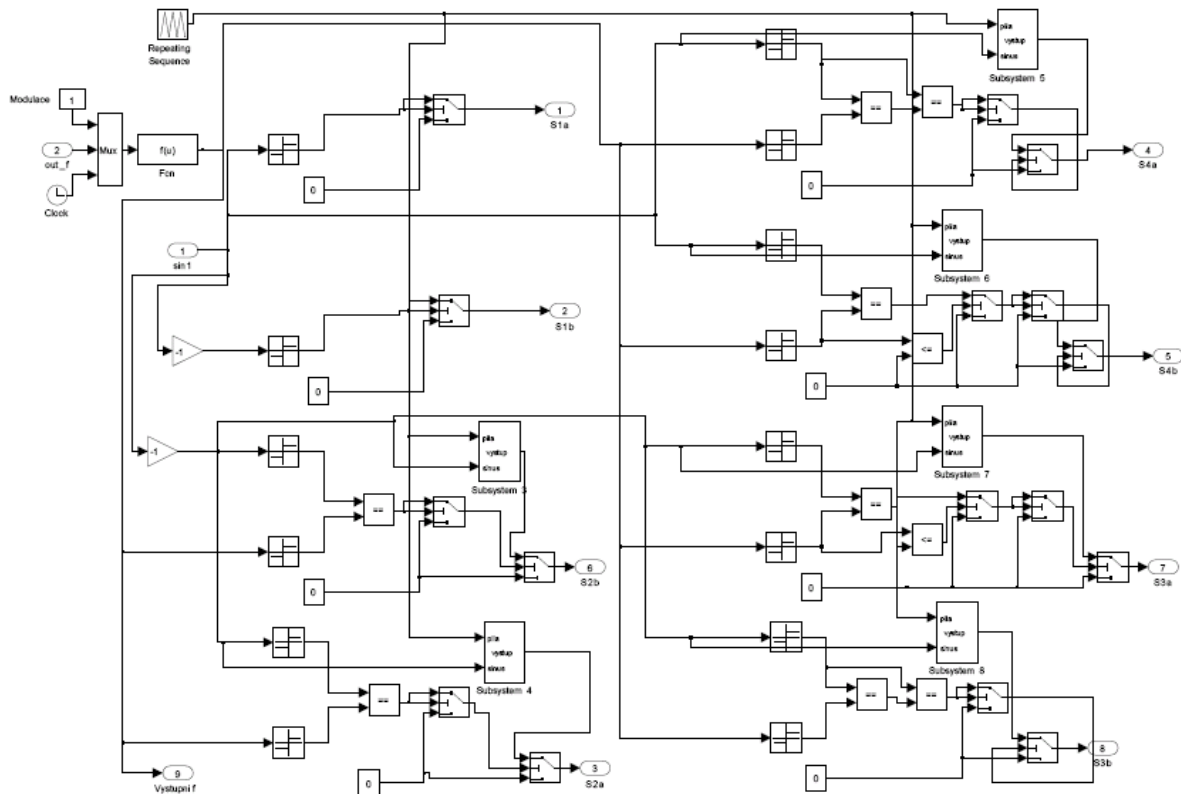 Repeating
Sequence
Modulace
1
2
out_f
Clock
Mux
f(u)
Fcn
1
sin1
-1
-1
0
1
S1a
2
S1b
0
==
0
pila
vystup
sinus
Subsystem 3
6
S2b
==
0
pila
vystup
sinus
Subsystem 4
3
S2a
9
Vystupni f
pila
vystup
sinus
Subsystem 5
==
==
0
4
S4a
pila
vystup
sinus
Subsystem 6
==
<=
0
5
S4b
pila
vystup
sinus
Subsystem 7
==
<=
0
7
S3a
pila
vystup
sinus
Subsystem 8
==
==
0
8
S3b